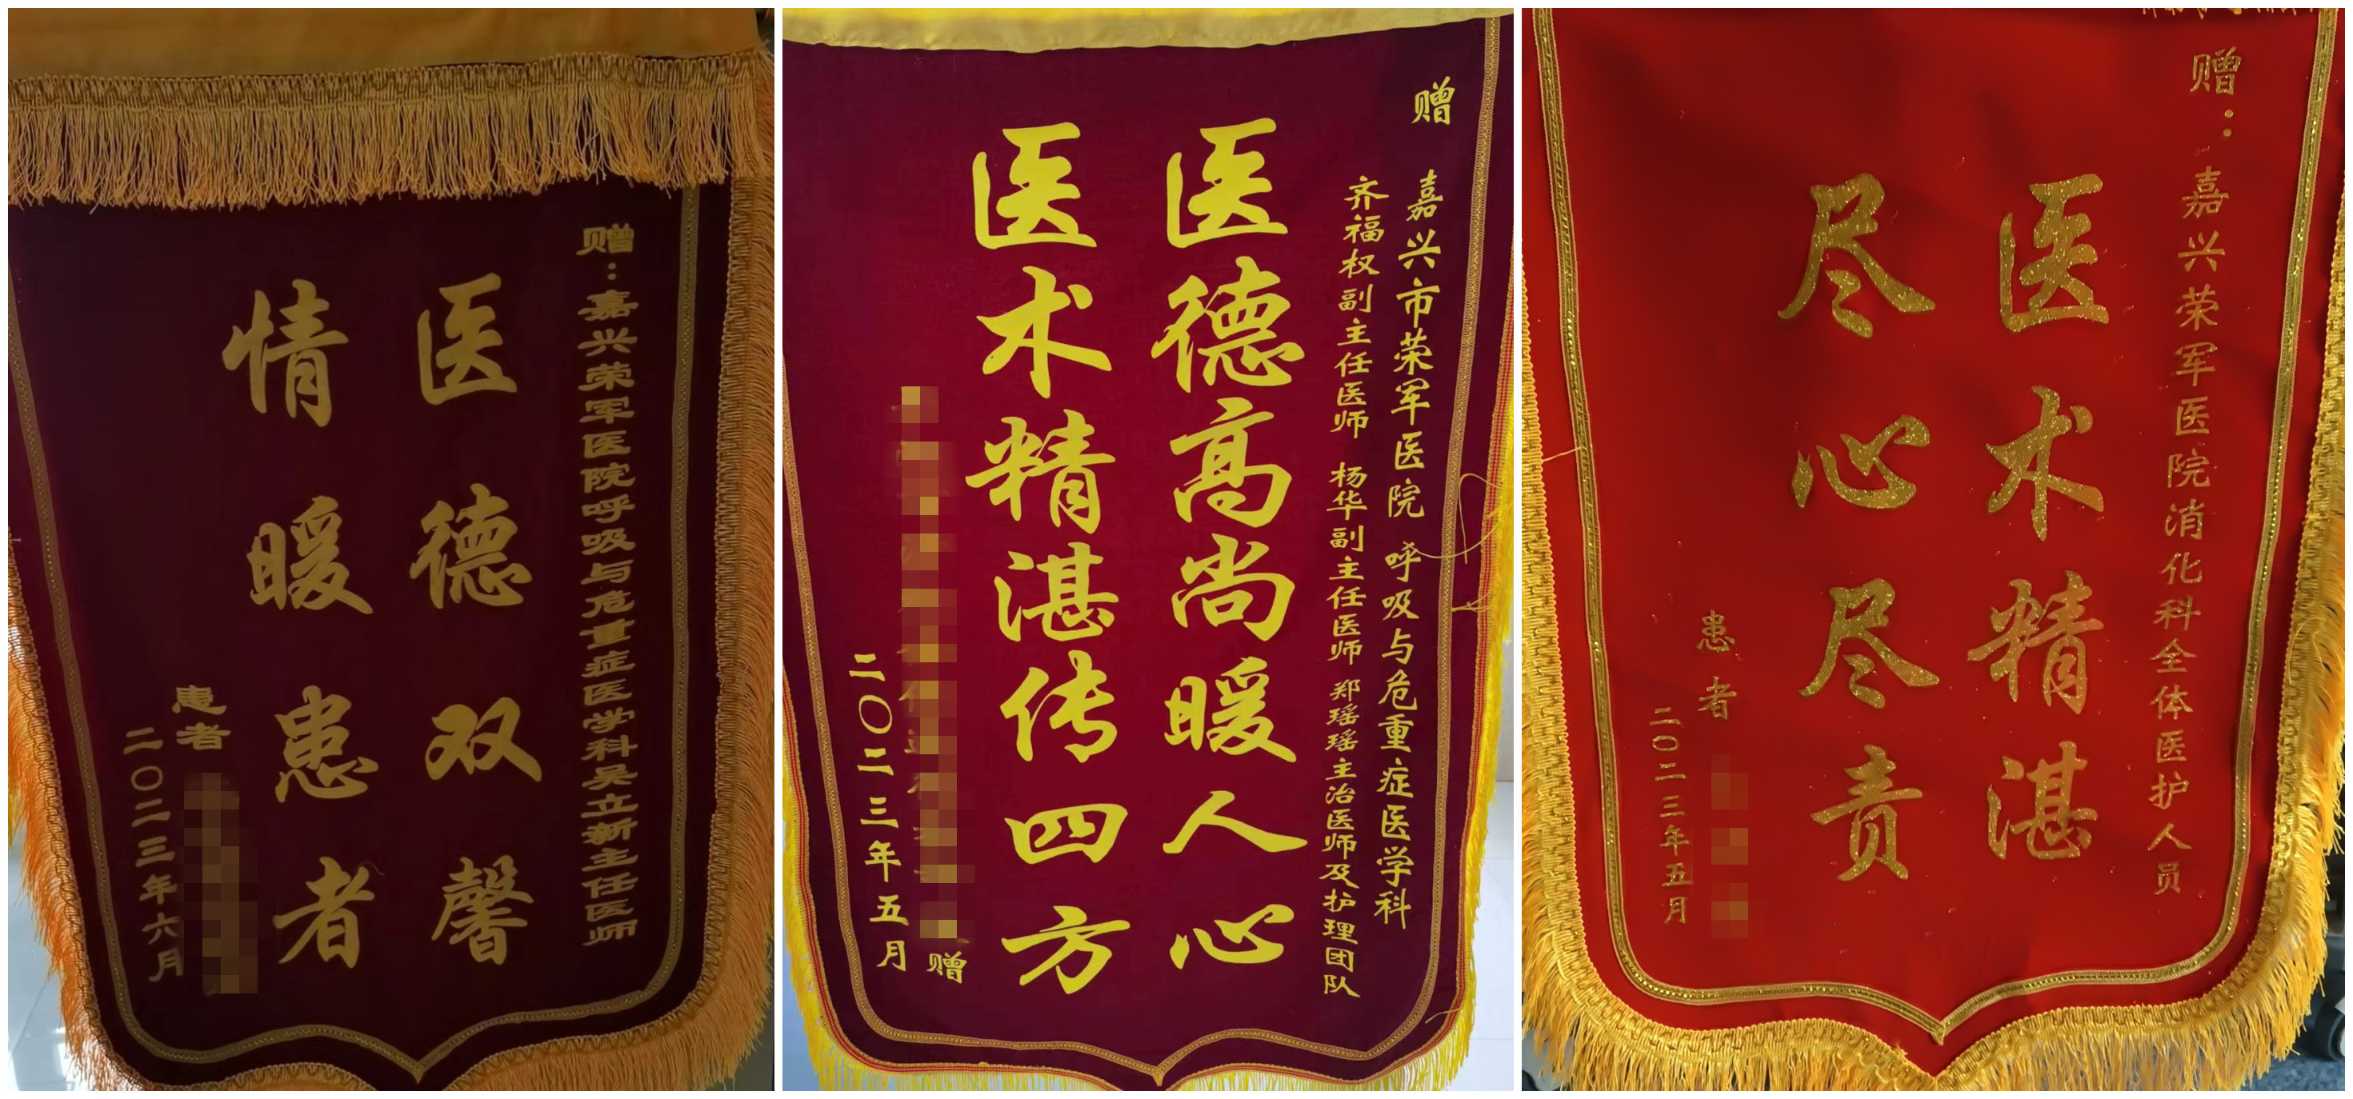 赠：嘉兴荣军医院呼吸与危重症医学科吴立新主任医师
医德双馨
情暖患者
患者
二〇二三年六月
赠
嘉兴市荣军医院 呼吸与危重症医学科
齐福权副主任医师 杨华副主任医师 郑瑶瑶主治医师及护理团队
医德高尚暖人心
医术精湛传四方
赠
二〇二三年五月
赠：嘉兴荣军医院消化科全体医护人员
医术精湛
尽心尽责
患者
二〇二三年五月